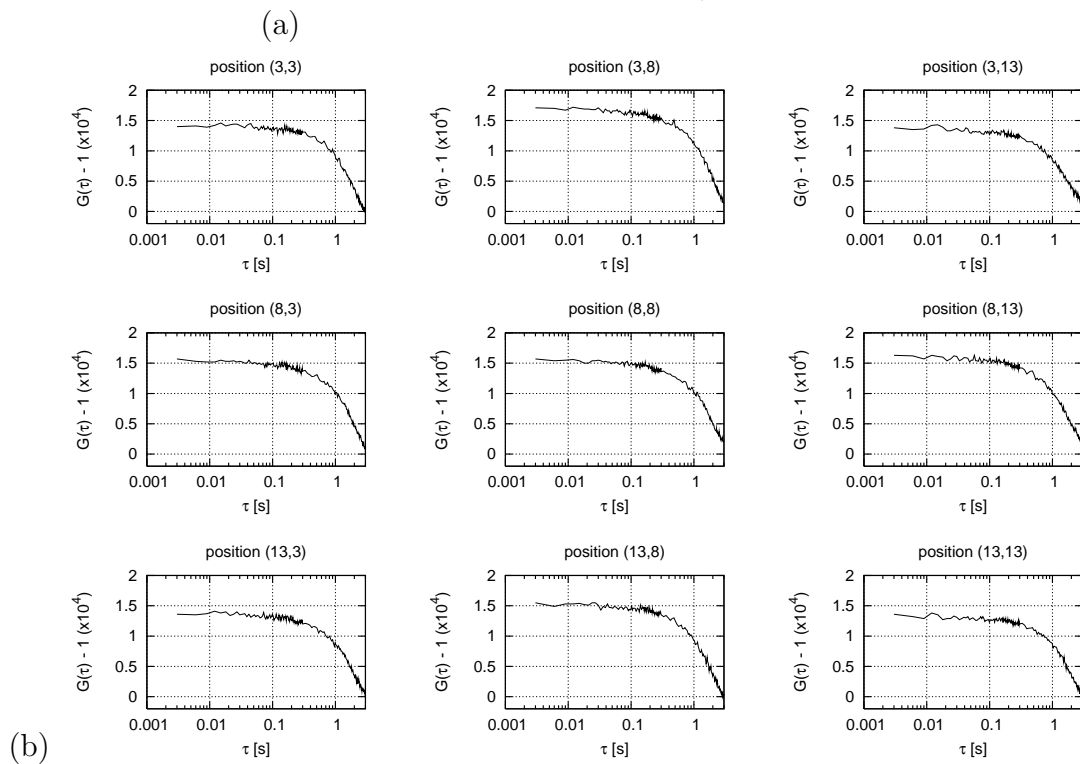 (a)
position (3,3)
G(τ) - 1 (x10⁴)
2
1.5
1
0.5
0
0.001 0.01 0.1 1
τ [s]
position (3,8)
G(τ) - 1 (x10⁴)
2
1.5
1
0.5
0
0.001 0.01 0.1 1
τ [s]
position (3,13)
G(τ) - 1 (x10⁴)
2
1.5
1
0.5
0
0.001 0.01 0.1 1
τ [s]
position (8,3)
G(τ) - 1 (x10⁴)
2
1.5
1
0.5
0
0.001 0.01 0.1 1
τ [s]
position (8,8)
G(τ) - 1 (x10⁴)
2
1.5
1
0.5
0
0.001 0.01 0.1 1
τ [s]
position (8,13)
G(τ) - 1 (x10⁴)
2
1.5
1
0.5
0
0.001 0.01 0.1 1
τ [s]
position (13,3)
G(τ) - 1 (x10⁴)
2
1.5
1
0.5
0
0.001 0.01 0.1 1
τ [s]
position (13,8)
G(τ) - 1 (x10⁴)
2
1.5
1
0.5
0
0.001 0.01 0.1 1
τ [s]
position (13,13)
G(τ) - 1 (x10⁴)
2
1.5
1
0.5
0
0.001 0.01 0.1 1
τ [s]
(b)